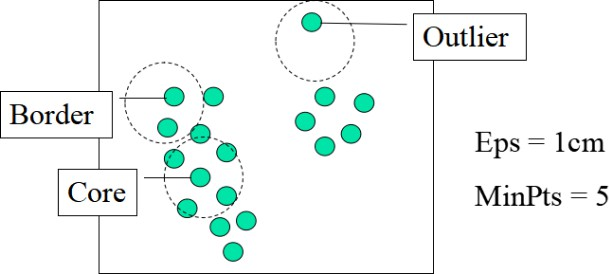 Outlier
Border
Core
Eps = 1cm
MinPts = 5